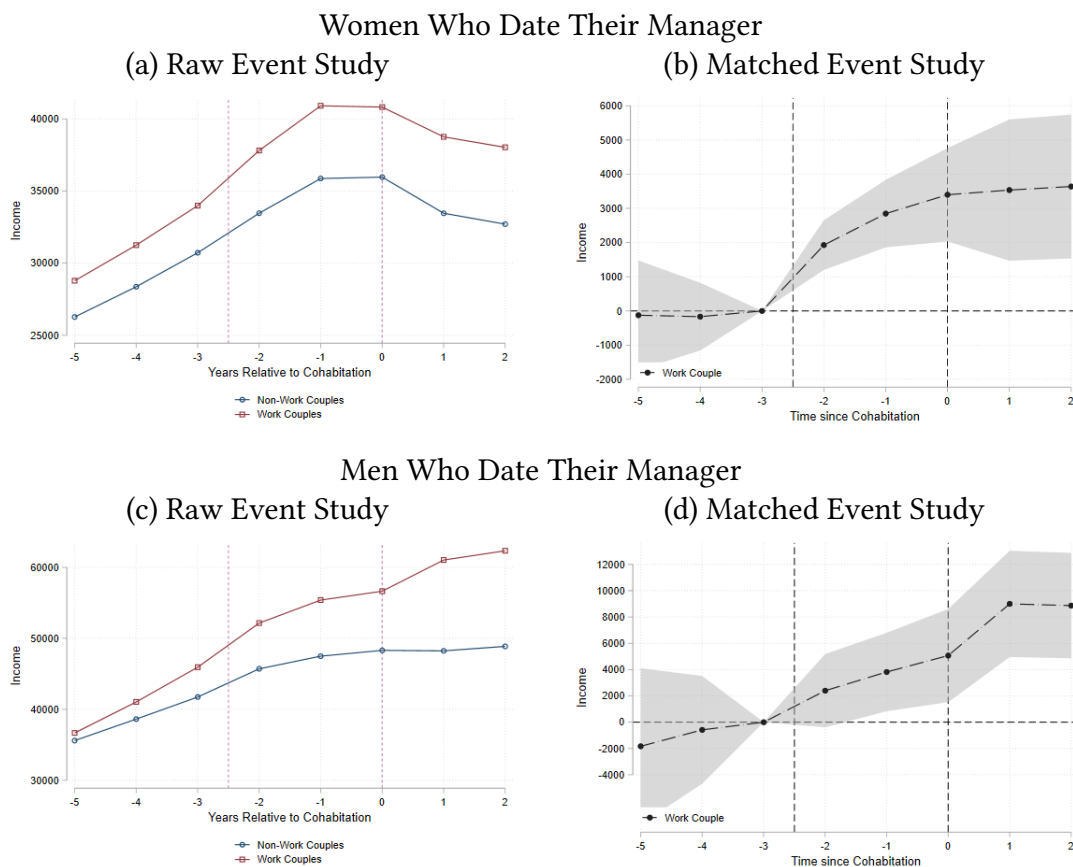 Women Who Date Their Manager
(a) Raw Event Study
(b) Matched Event Study
40000
35000
30000
25000
Income
-5 -4 -3 -2 -1 0 1 2
Years Relative to Cohabitation
Non-Work Couples
Work Couples
6000
5000
4000
3000
2000
1000
0
-1000
-2000
Income
Work Couple
-5 -4 -3 -2 -1 0 1 2
Time since Cohabitation
Men Who Date Their Manager
(c) Raw Event Study
(d) Matched Event Study
60000
50000
40000
30000
Income
-5 -4 -3 -2 -1 0 1 2
Years Relative to Cohabitation
Non-Work Couples
Work Couples
12000
10000
8000
6000
4000
2000
0
-2000
-4000
Income
Work Couple
-5 -4 -3 -2 -1 0 1 2
Time since Cohabitation